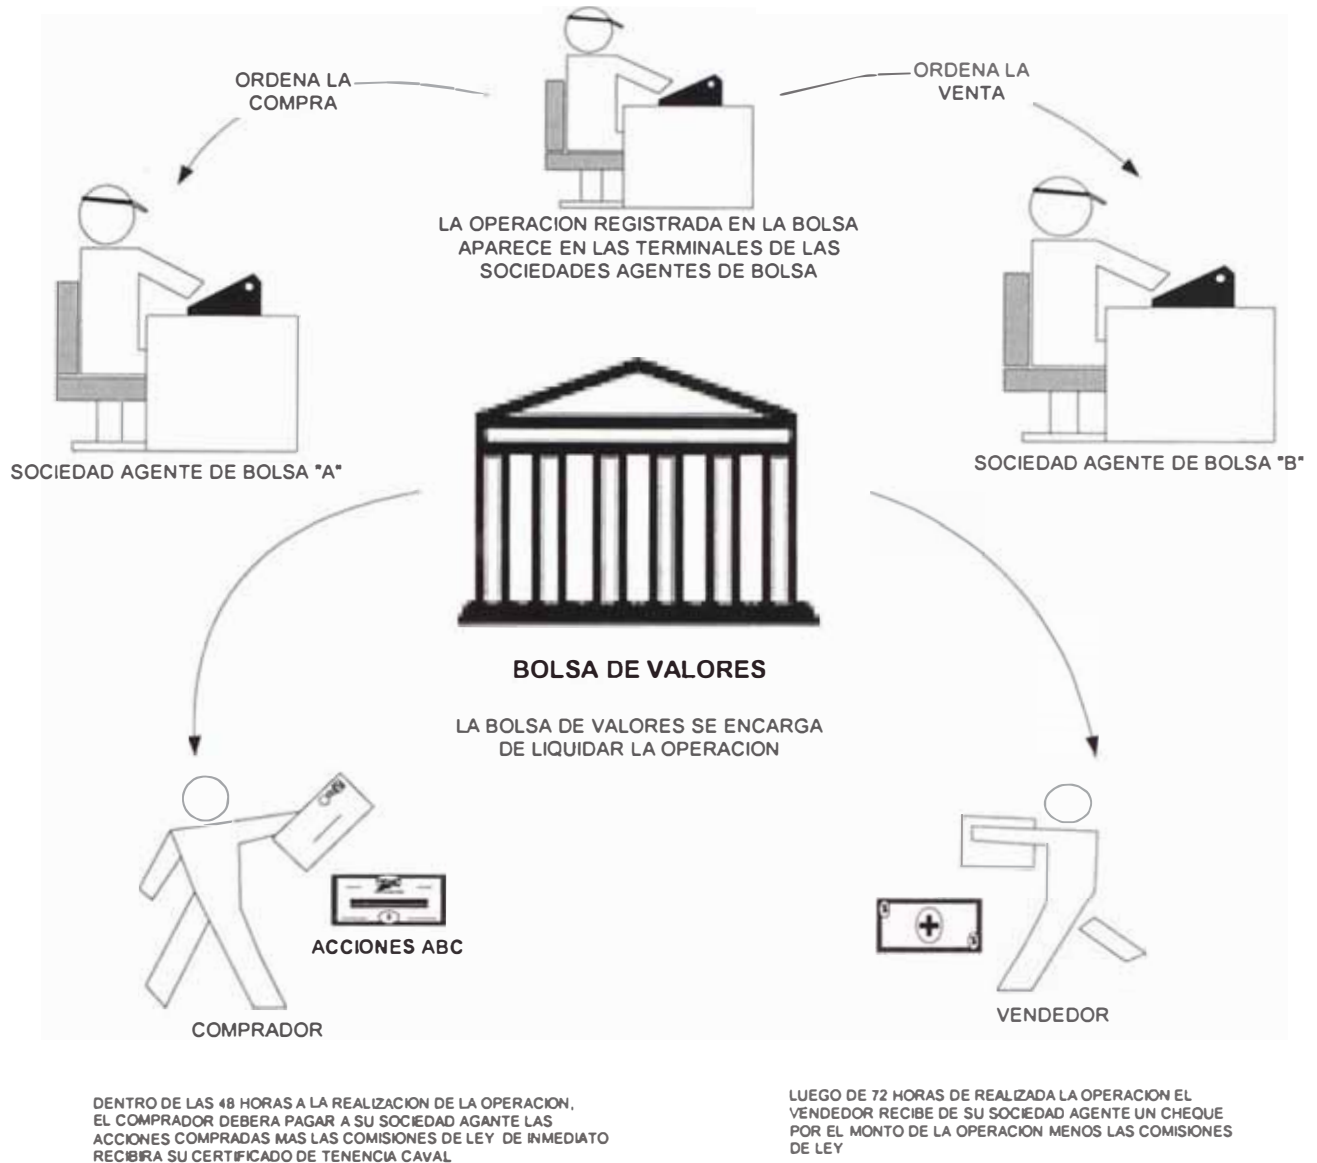 ORDENA LA
COMPRA
ORDENA LA
VENTA
LA OPERACION REGISTRADA EN LA BOLSA
APARECE EN LAS TERMINALES DE LAS
SOCIEDADES AGENTES DE BOLSA
SOCIEDAD AGENTE DE BOLSA "A"
SOCIEDAD AGENTE DE BOLSA "B"
BOLSA DE VALORES
LA BOLSA DE VALORES SE ENCARGA
DE LIQUIDAR LA OPERACION
ACCIONES ABC
COMPRADOR
VENDEDOR
DENTRO DE LAS 48 HORAS A LA REALIZACION DE LA OPERACION,
EL COMPRADOR DEBERA PAGAR A SU SOCIEDAD AGANTE LAS
ACCIONES COMPRADAS MAS LAS COMISIONES DE LEY DE INMEDIATO
RECIBIRA SU CERTIFICADO DE TENENCIA CAVAL
LUEGO DE 72 HORAS DE REALIZADA LA OPERACION EL
VENDEDOR RECIBE DE SU SOCIEDAD AGENTE UN CHEQUE
POR EL MONTO DE LA OPERACION MENOS LAS COMISIONES
DE LEY